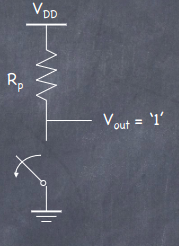 VDD
Rp
Vout = '1'